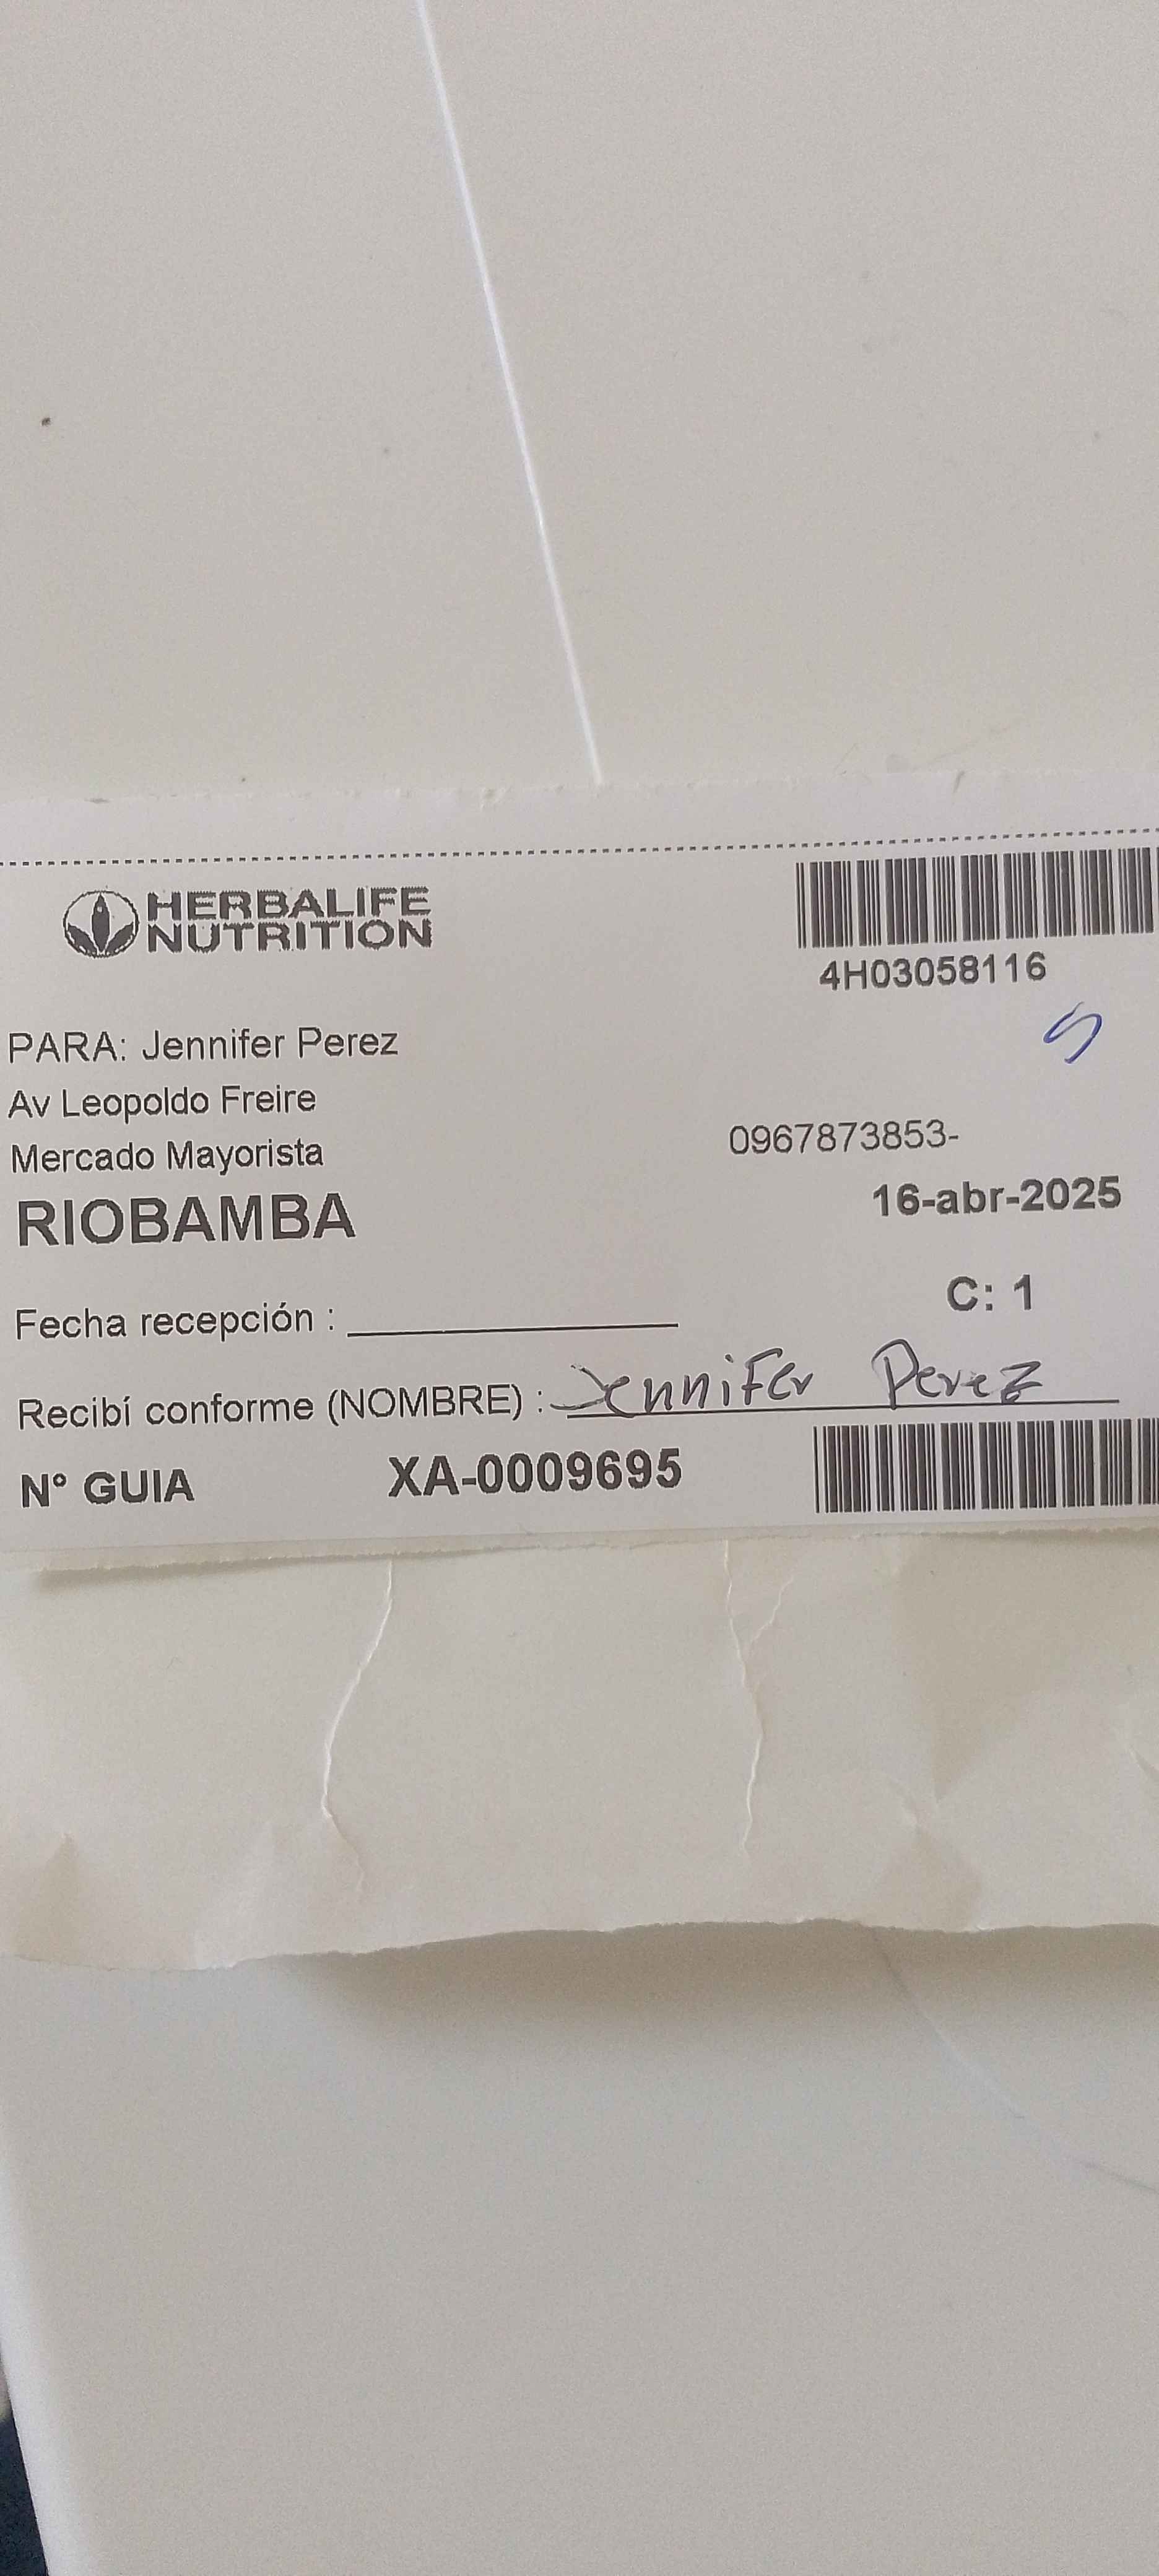 HERBALIFE
NUTRITION
4H03058116
PARA: Jennifer Perez
Av Leopoldo Freire
Mercado Mayorista
0967873853-
RIOBAMBA
16-abr-2025
C: 1
Fecha recepción :
Recibí conforme (NOMBRE) : Jennifer Perez
N° GUIA XA-0009695